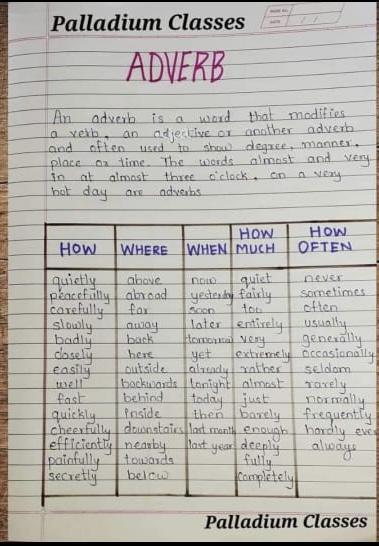 Palladium Classes
PAGE NO.
DATE / /
ADVERB
An adverb is a word that modifies
a verb, an adjective or another adverb
and often used to show degree, manner,
place or time. The words almost and very
in at almost three o'clock, on a very
hot day are adverbs
HOW WHERE WHEN HOW MUCH HOW OFTEN
quietly above now quiet never
peacefully abroad yesterday fairly sometimes
carefully far soon too often
slowly away later entirely usually
badly back tomorrow very generally
closely here yet extremely occasionally
easily outside already rather seldom
well backwards tonight almost rarely
fast behind today just normally
quickly inside then barely frequently
cheerfully downstairs last month enough hardly ever
efficiently nearby last year deeply always
painfully towards fully
secretly below completely
Palladium Classes